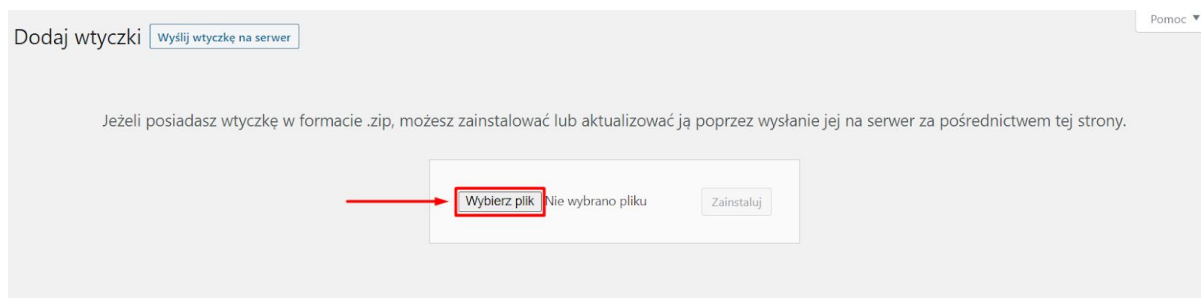 Pomoc ▼
Dodaj wtyczki Wyślij wtyczkę na serwer
Jeżeli posiadasz wtyczkę w formacie .zip, możesz zainstalować lub aktualizować ją poprzez wysłanie jej na serwer za pośrednictwem tej strony.
Wybierz plik Nie wybrano pliku Zainstaluj